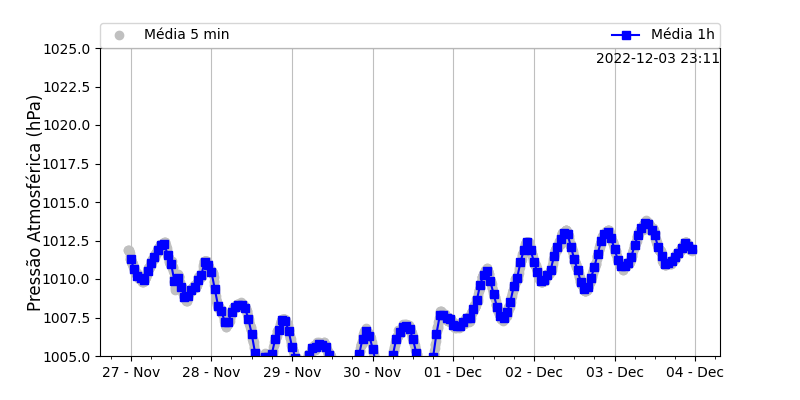 Média 5 min
Média 1h
2022-12-03 23:11
Pressão Atmosférica (hPa)
1025.0
1022.5
1020.0
1017.5
1015.0
1012.5
1010.0
1007.5
1005.0
27 - Nov
28 - Nov
29 - Nov
30 - Nov
01 - Dec
02 - Dec
03 - Dec
04 - Dec